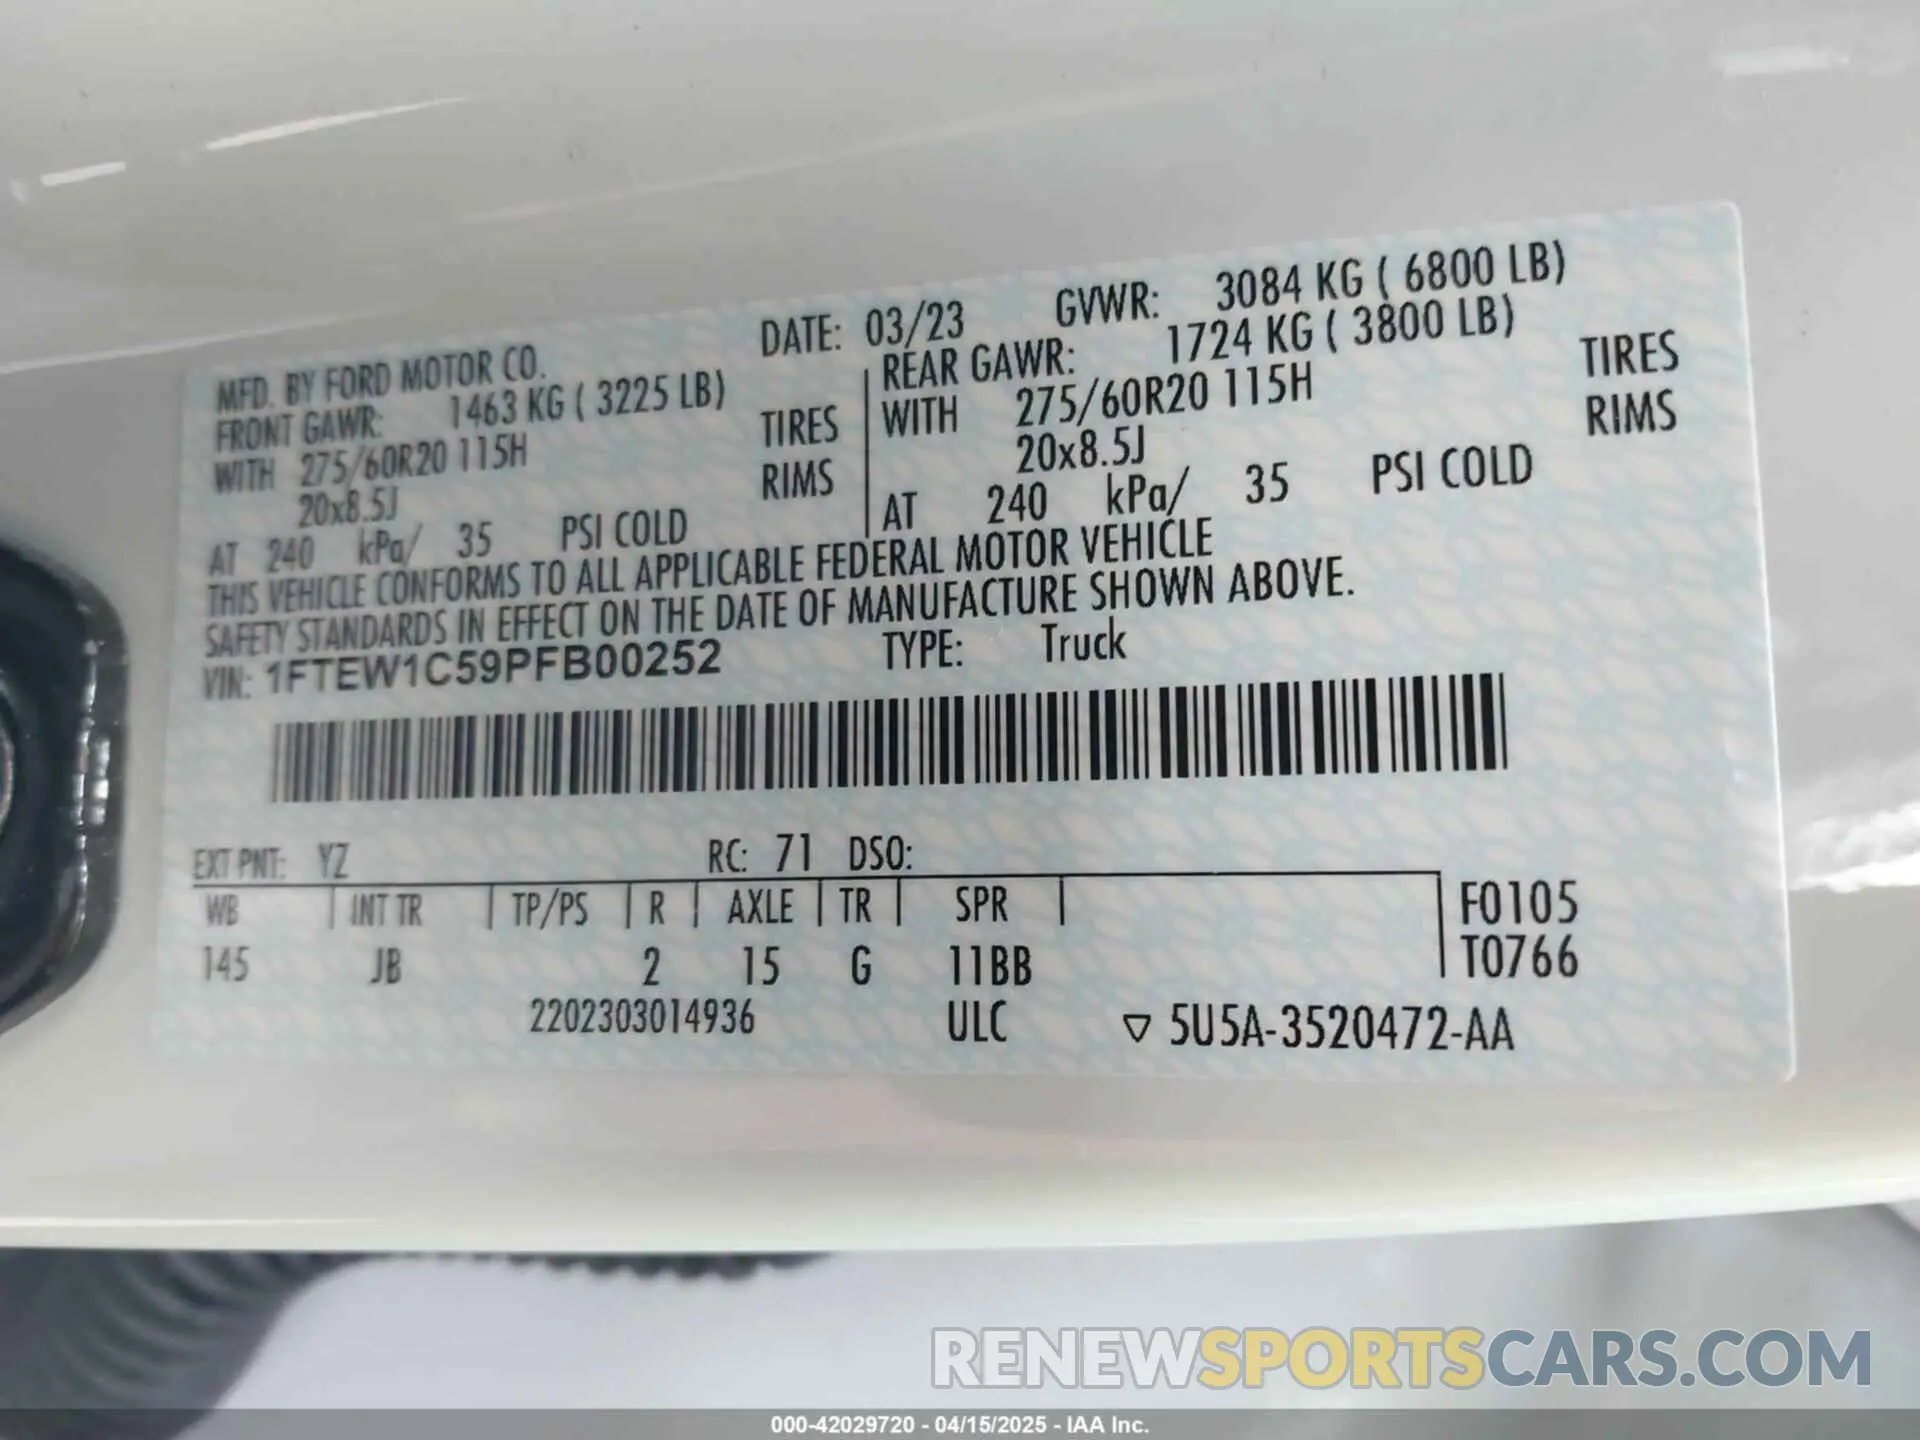 MFD. BY FORD MOTOR CO. DATE: 03/23 GVWR: 3084 KG ( 6800 LB)
FRONT GAWR: 1463 KG ( 3225 LB)
WITH 275/60R20 115H TIRES
20x8.5J RIMS
AT 240 kPa/ 35 PSI COLD
REAR GAWR: 1724 KG ( 3800 LB)
WITH 275/60R20 115H TIRES
20x8.5J RIMS
AT 240 kPa/ 35 PSI COLD
THIS VEHICLE CONFORMS TO ALL APPLICABLE FEDERAL MOTOR VEHICLE
SAFETY STANDARDS IN EFFECT ON THE DATE OF MANUFACTURE SHOWN ABOVE.
VIN: 1FTEW1C59PFB00252 TYPE: Truck
EXT PNT: YZ RC: 71 DSO:
WB | INT TR | TP/PS | R | AXLE | TR | SPR |
145 JB 2 15 G 11BB
F0105
T0766
2202303014936 ULC ▽ 5U5A-3520472-AA
RENEWSPORTSCARS.COM
000-42029720 - 04/15/2025 - IAA Inc.